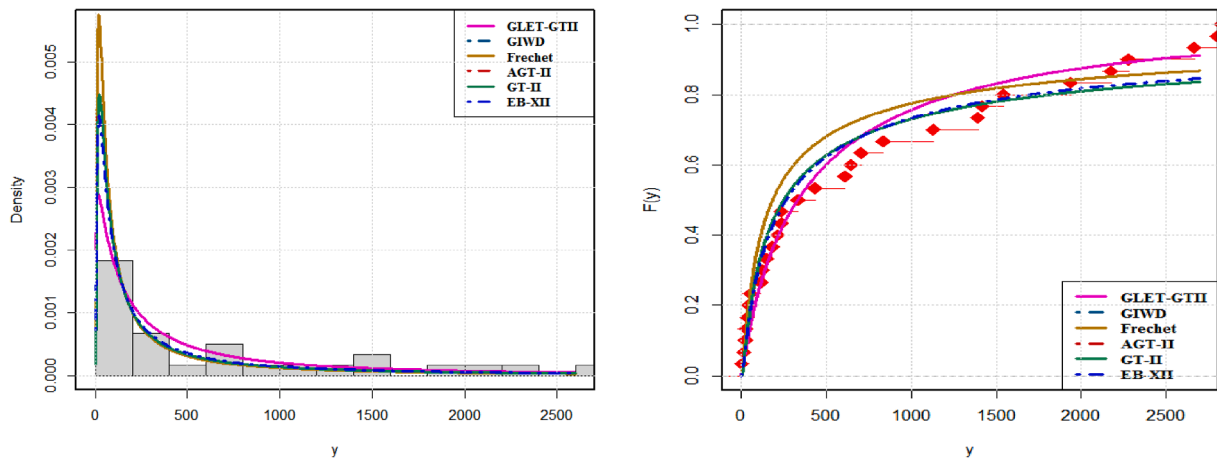 GLET-GTII
GIWD
Frechet
AGT-II
GT-II
EB-XII
Density
0.000 0.001 0.002 0.003 0.004 0.005
0 500 1000 1500 2000 2500
y
GLET-GTII
GIWD
Frechet
AGT-II
GT-II
EB-XII
F(y)
0.0 0.2 0.4 0.6 0.8 1.0
0 500 1000 1500 2000 2500
y